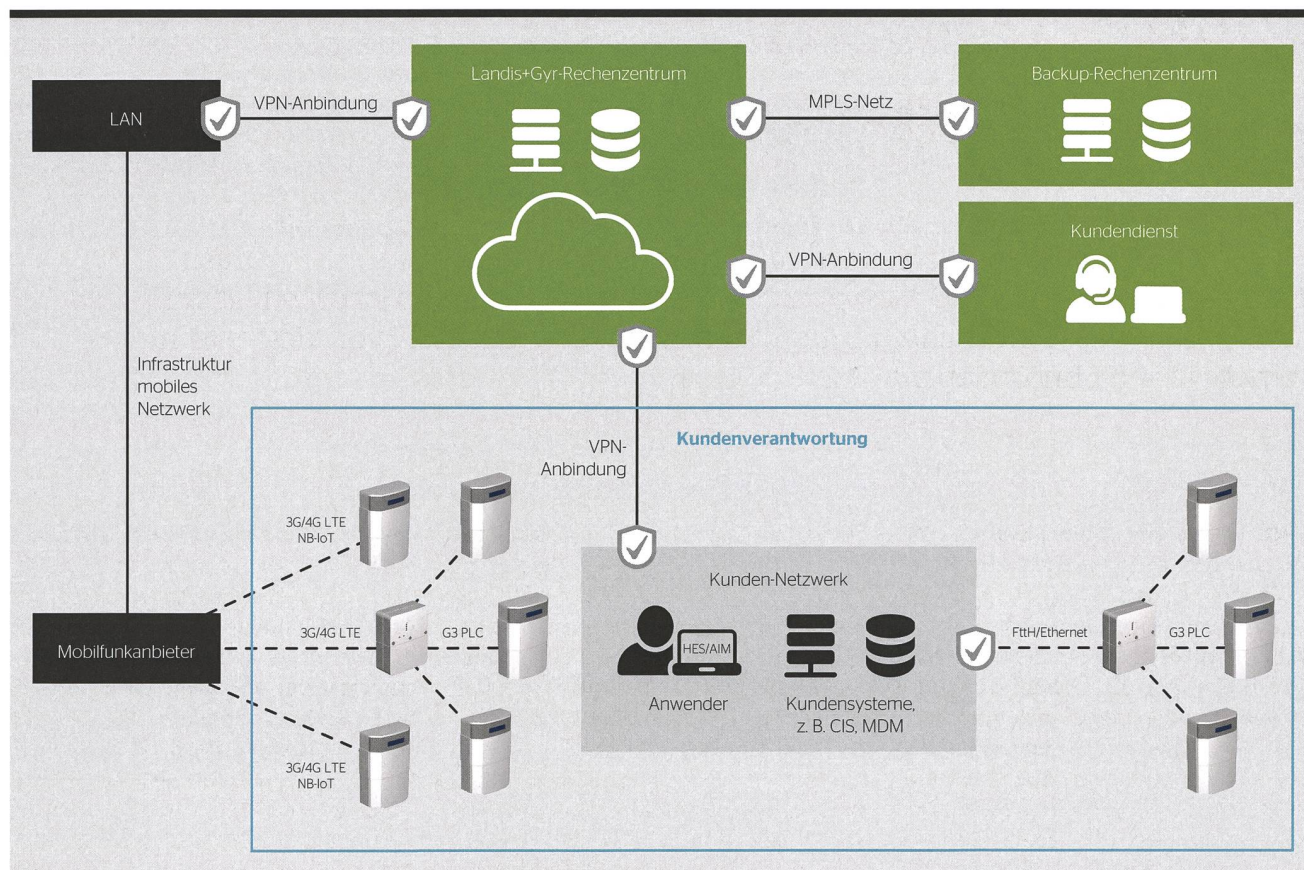 LAN
VPN-Anbindung
Landis+Gyr-Rechenzentrum
MPLS-Netz
Backup-Rechenzentrum
VPN-Anbindung
Kundendienst
Infrastruktur
mobiles
Netzwerk
VPN-
Anbindung
Kundenverantwortung
Mobilfunkanbieter
3G/4G LTE
NB-IoT
3G/4G LTE
G3 PLC
3G/4G LTE
NB-IoT
Kunden-Netzwerk
HES/AIM
Anwender
Kundensysteme,
z. B. CIS, MDM
FttH/Ethernet
G3 PLC